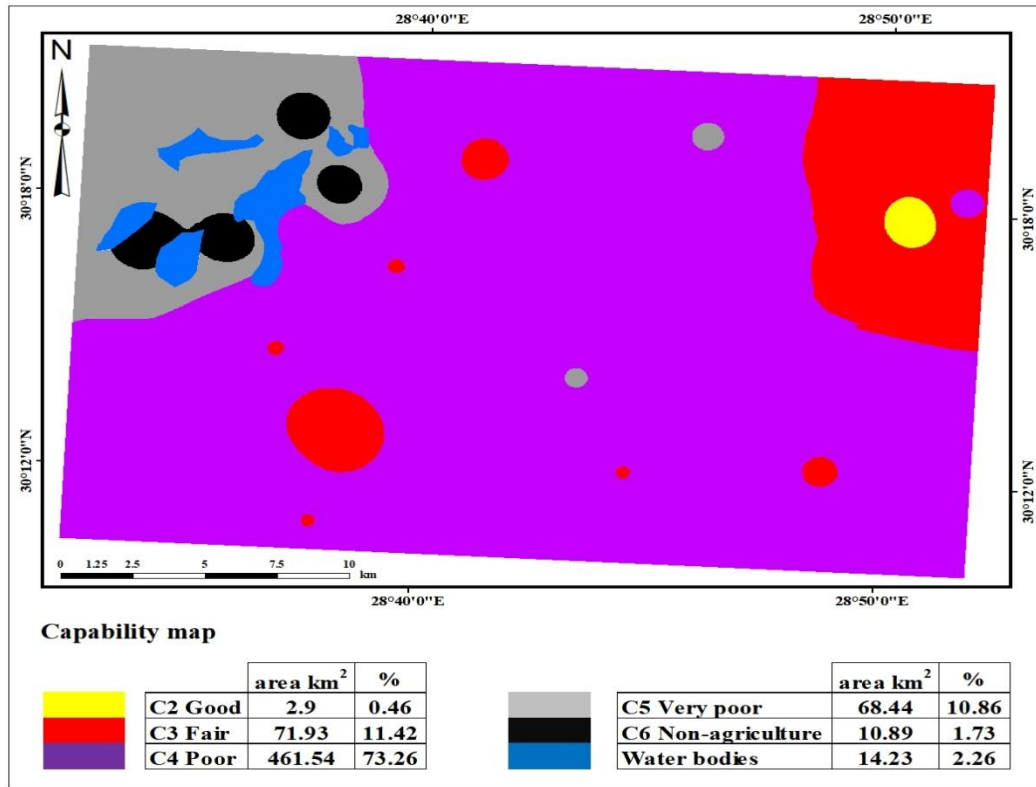 28°40'0"E 28°50'0"E
N
30°18'0"N 30°18'0"N
30°12'0"N 30°12'0"N
0 1.25 2.5 5 7.5 10
km
28°40'0"E 28°50'0"E
Capability map
area km² % area km² %
C2 Good 2.9 0.46 C5 Very poor 68.44 10.86
C3 Fair 71.93 11.42 C6 Non-agriculture 10.89 1.73
C4 Poor 461.54 73.26 Water bodies 14.23 2.26